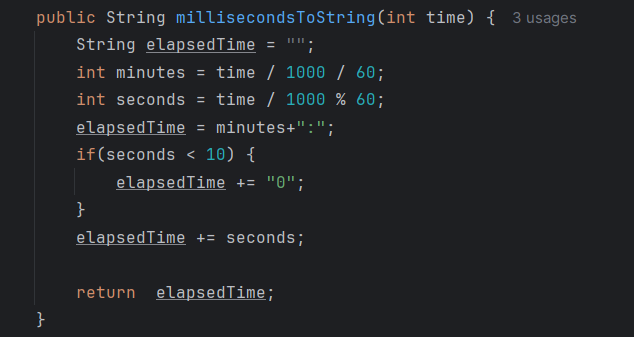 public String millisecondsToString(int time) { 3 usages
    String elapsedTime = "";
    int minutes = time / 1000 / 60;
    int seconds = time / 1000 % 60;
    elapsedTime = minutes+":";
    if(seconds < 10) {
        elapsedTime += "0";
    }
    elapsedTime += seconds;

    return  elapsedTime;
}